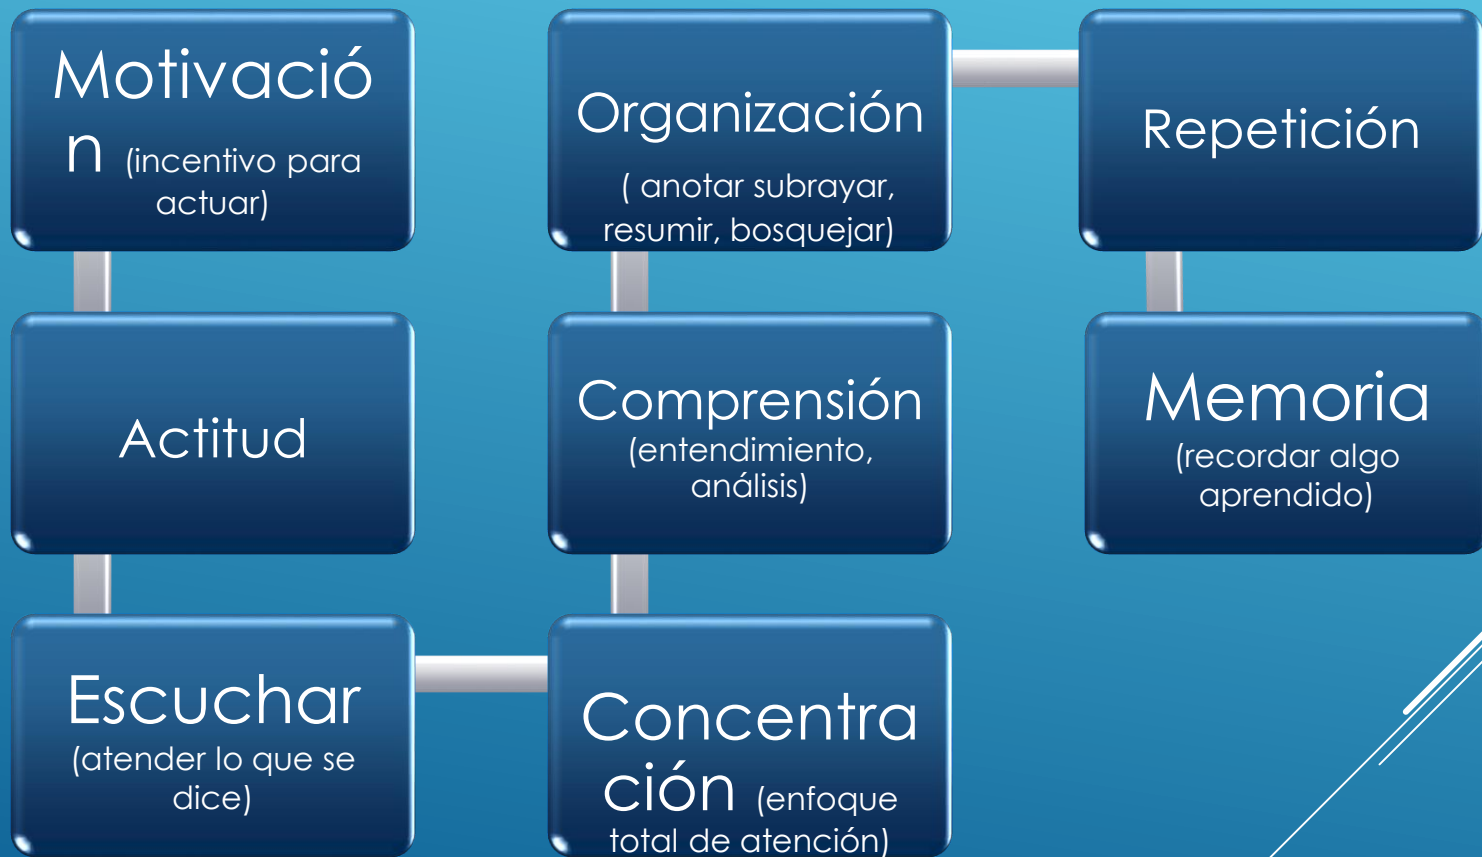 Motivació
n (incentivo para
actuar)
Actitud
Escuchar
(atender lo que se
dice)
Concentra
ción (enfoque
total de atención)
Comprensión
(entendimiento,
análisis)
Organización
( anotar subrayar,
resumir, bosquejar)
Repetición
Memoria
(recordar algo
aprendido)